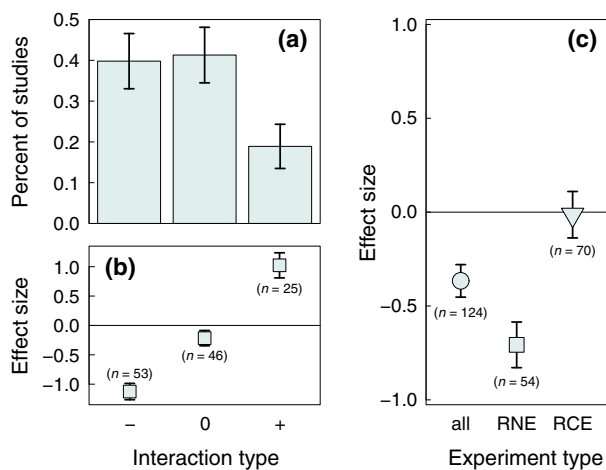 0.5
0.4
0.3
0.2
0.1
0.0
Percent of studies
(a)
1.0
0.5
0.0
−0.5
−1.0
Effect size
(b)
(n = 53)
(n = 46)
(n = 25)
− 0 +
Interaction type
1.0
0.5
0.0
−0.5
−1.0
Effect size
(c)
(n = 124)
(n = 54)
(n = 70)
all RNE RCE
Experiment type